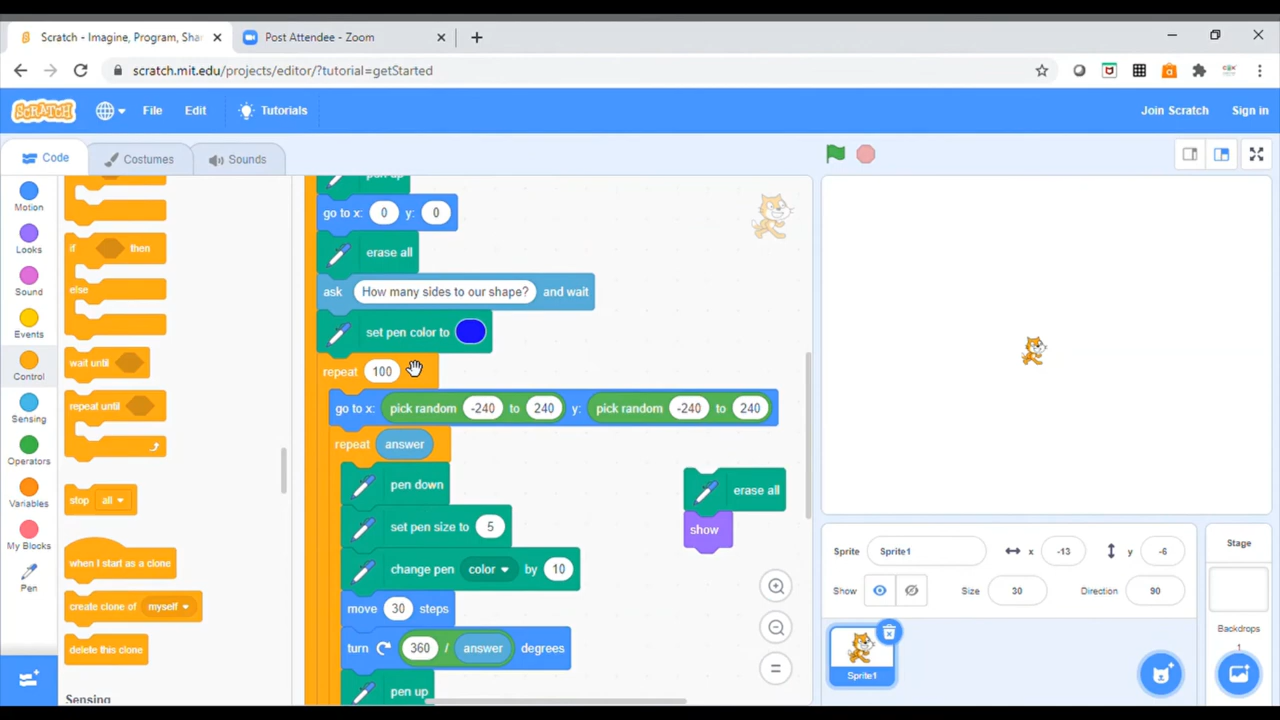 Scratch - Imagine, Program, Shar
Post Attendee - Zoom
scratch.mit.edu/projects/editor/?tutorial=getStarted
SCRATCH
File
Edit
Tutorials
Join Scratch
Sign in
Code
Costumes
Sounds
Motion
Looks
Sound
Events
Control
Sensing
Operators
Variables
My Blocks
Pen
if then
else
wait until
repeat until
stop all
when I start as a clone
create clone of myself
delete this clone
Sensing
pen up
go to x: 0 y: 0
erase all
ask How many sides to our shape? and wait
set pen color to
repeat 100
go to x: pick random -240 to 240 y: pick random -240 to 240
repeat answer
pen down
set pen size to 5
change pen color by 10
move 30 steps
turn 360 / answer degrees
pen up
erase all
show
Sprite Sprite1 x -13 y -6
Show Size 30 Direction 90
Sprite1
Stage
Backdrops
1